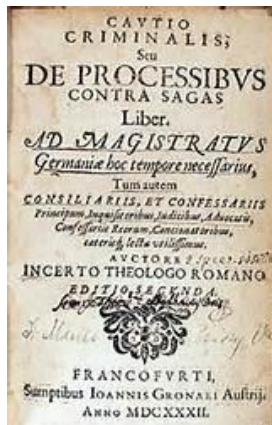 CAVTIO
CRIMINALIS,
Seu
DE PROCESSIBVS
CONTRA SAGAS
Liber.
AD MAGISTRATVS
Germaniæ hoc tempore necessarius,
Tum autem
CONSILIARIIS, ET CONFESSARIIS
Principum, Inquisitoribus, Iudicibus, Advocatis,
Confessariis Reorum, Concionatoribus,
cæterisq; lectu utilissimus.
AVCTORE
INCERTO THEOLOGO ROMANO
EDITIO SECVNDA.
FRANCOFVRTI,
Sumptibus IOANNIS GRONAEI Austrij.
ANNO MDCXXXII.